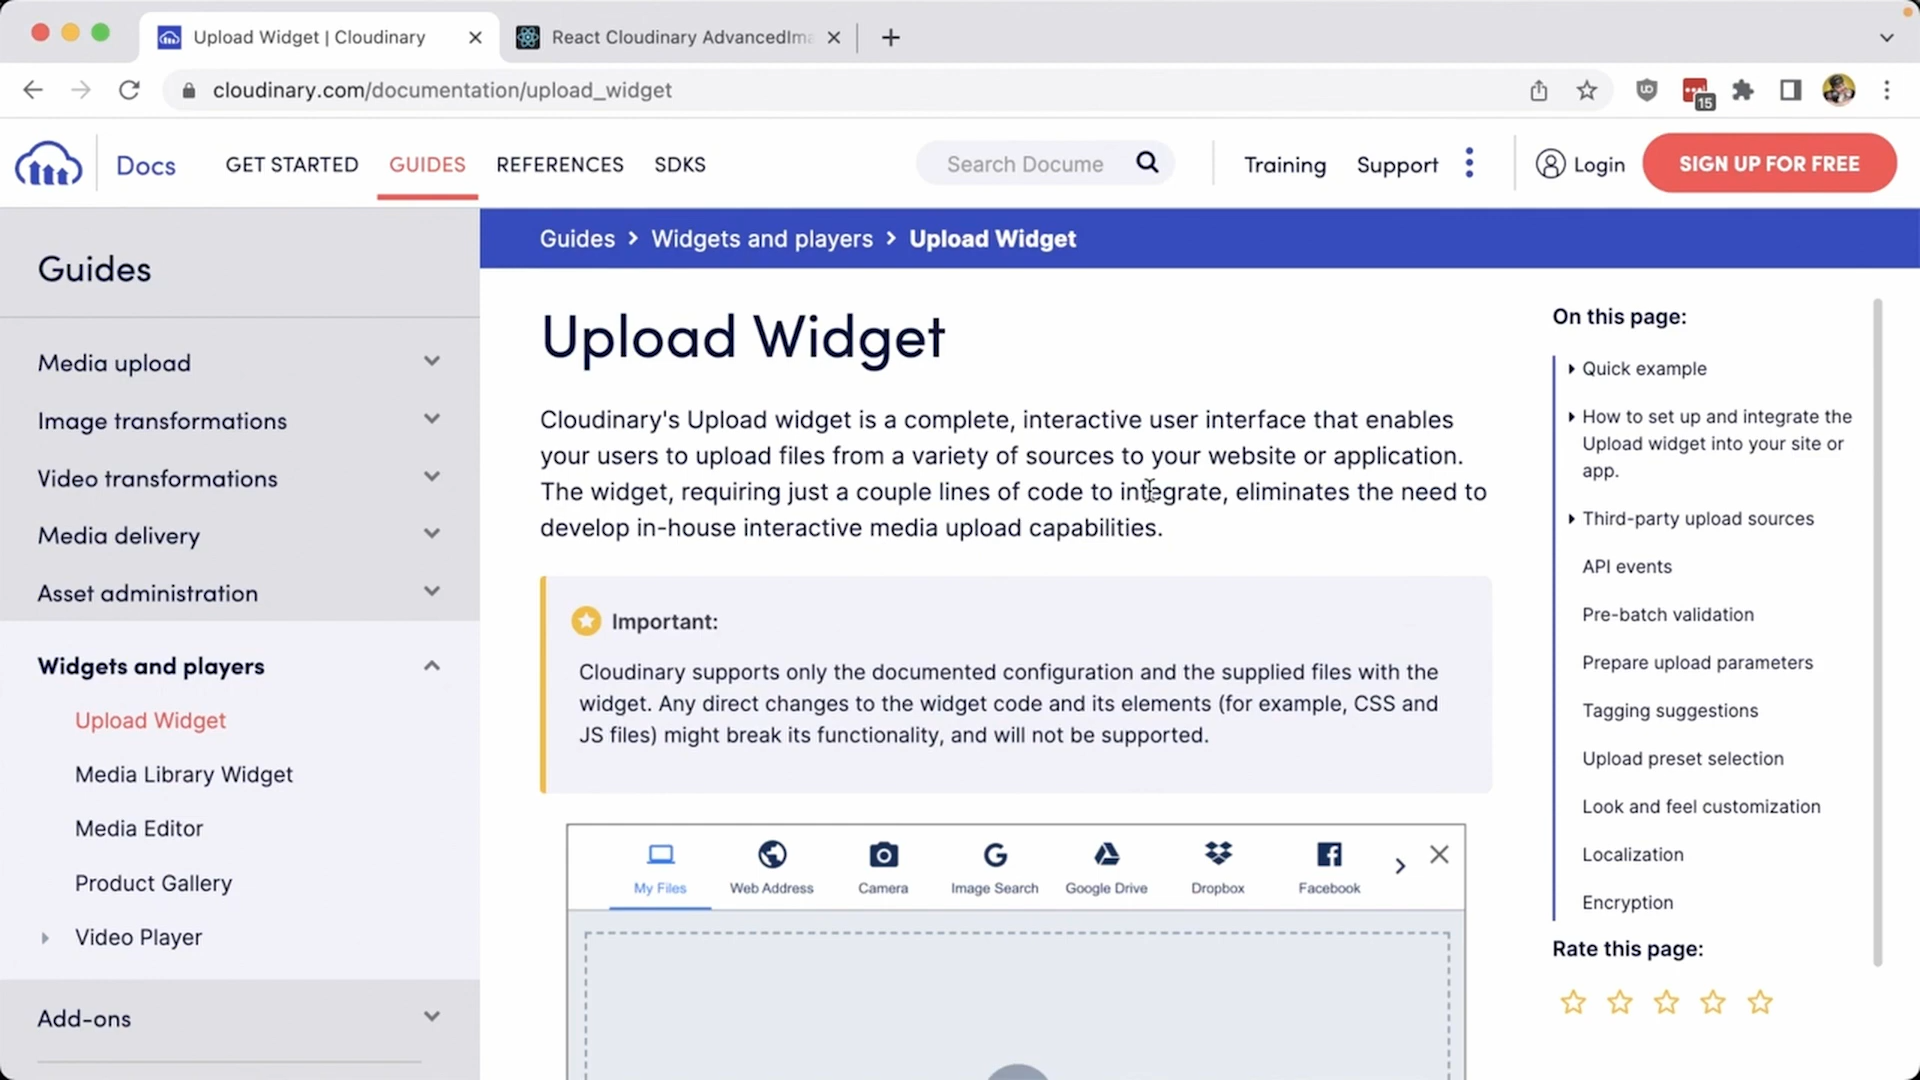 Upload Widget | Cloudinary
React Cloudinary AdvancedIma
cloudinary.com/documentation/upload_widget
15
Docs
GET STARTED
GUIDES
REFERENCES
SDKS
Search Docume
Training
Support
Login
SIGN UP FOR FREE
Guides > Widgets and players > Upload Widget
Guides
Media upload
Image transformations
Video transformations
Media delivery
Asset administration
Widgets and players
Upload Widget
Media Library Widget
Media Editor
Product Gallery
Video Player
Add-ons
Upload Widget
Cloudinary's Upload widget is a complete, interactive user interface that enables
your users to upload files from a variety of sources to your website or application.
The widget, requiring just a couple lines of code to integrate, eliminates the need to
develop in-house interactive media upload capabilities.
Important:
Cloudinary supports only the documented configuration and the supplied files with the
widget. Any direct changes to the widget code and its elements (for example, CSS and
JS files) might break its functionality, and will not be supported.
My Files
Web Address
Camera
Image Search
Google Drive
Dropbox
Facebook
On this page:
Quick example
How to set up and integrate the
Upload widget into your site or
app.
Third-party upload sources
API events
Pre-batch validation
Prepare upload parameters
Tagging suggestions
Upload preset selection
Look and feel customization
Localization
Encryption
Rate this page: